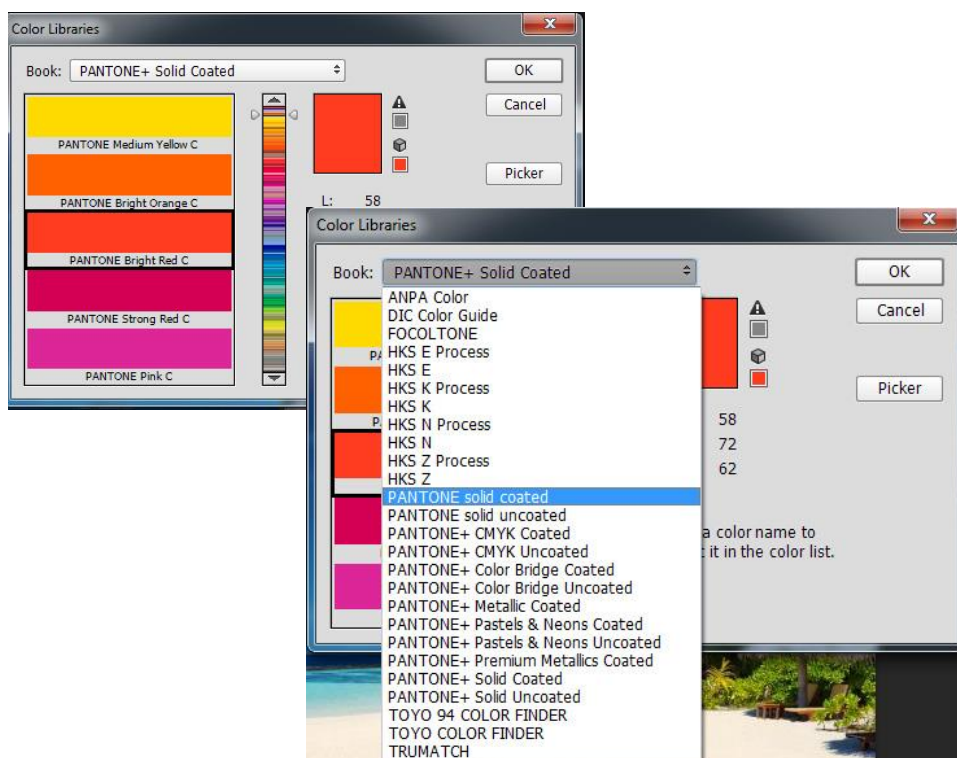 Color Libraries
Book: PANTONE+ Solid Coated
OK
Cancel
Picker
PANTONE Medium Yellow C
PANTONE Bright Orange C
PANTONE Bright Red C
PANTONE Strong Red C
PANTONE Pink C
L: 58
Color Libraries
Book: PANTONE+ Solid Coated
OK
Cancel
Picker
ANPA Color
DIC Color Guide
FOCOLTONE
HKS E Process
HKS E
HKS K Process
HKS K
HKS N Process
HKS N
HKS Z Process
HKS Z
PANTONE solid coated
PANTONE solid uncoated
PANTONE+ CMYK Coated
PANTONE+ CMYK Uncoated
PANTONE+ Color Bridge Coated
PANTONE+ Color Bridge Uncoated
PANTONE+ Metallic Coated
PANTONE+ Pastels & Neons Coated
PANTONE+ Pastels & Neons Uncoated
PANTONE+ Premium Metallics Coated
PANTONE+ Solid Coated
PANTONE+ Solid Uncoated
TOYO 94 COLOR FINDER
TOYO COLOR FINDER
TRUMATCH
58
72
62
a color name to
it in the color list.